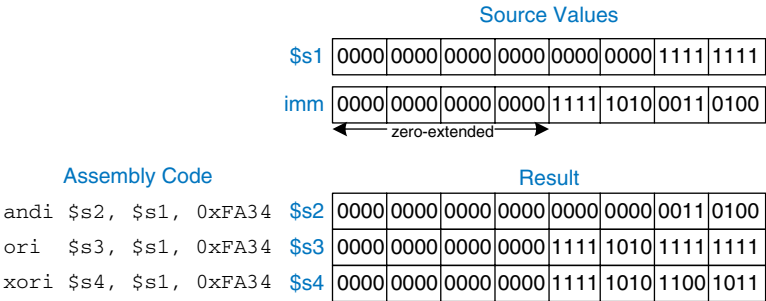 Source Values
$s1 0000 0000 0000 0000 0000 0000 1111 1111
imm 0000 0000 0000 0000 1111 1010 0011 0100
zero-extended
Assembly Code Result
andi $s2, $s1, 0xFA34 $s2 0000 0000 0000 0000 0000 0000 0011 0100
ori $s3, $s1, 0xFA34 $s3 0000 0000 0000 0000 1111 1010 1111 1111
xori $s4, $s1, 0xFA34 $s4 0000 0000 0000 0000 1111 1010 1100 1011